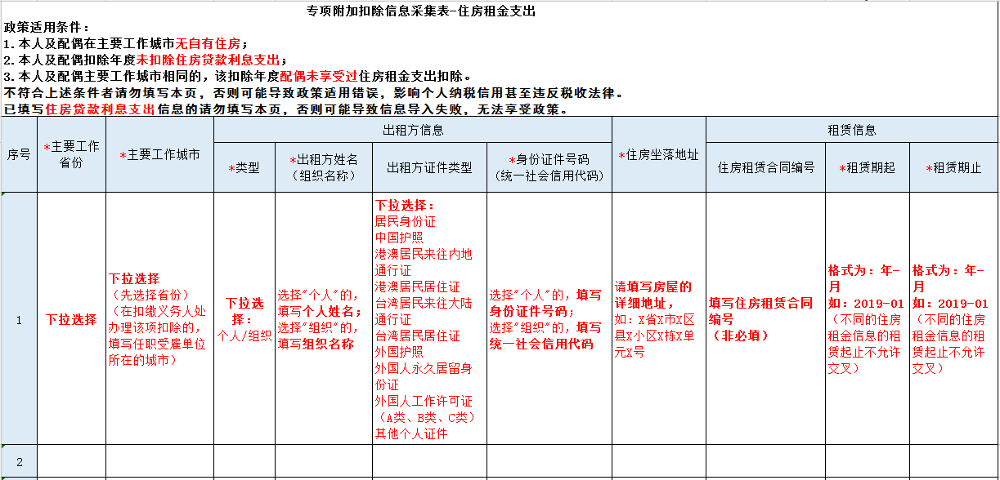 专项附加扣除信息采集表-住房租金支出
政策适用条件：
1.本人及配偶在主要工作城市无自有住房；
2.本人及配偶扣除年度未扣除住房贷款利息支出；
3.本人及配偶主要工作城市相同的，该扣除年度配偶未享受过住房租金支出扣除。
不符合上述条件者请勿填写本页，否则可能导致政策适用错误，影响个人纳税信用甚至违反税收法律。
已填写住房贷款利息支出信息的请勿填写本页，否则可能导致信息导入失败，无法享受政策。
序号
*主要工作
省份
*主要工作城市
出租方信息
*类型
*出租方姓名
（组织名称）
出租方证件类型
*身份证件号码
(统一社会信用代码)
*住房坐落地址
租赁信息
住房租赁合同编号
*租赁期起
*租赁期止
1
下拉选择
下拉选择
（先选择省份）
（在扣缴义务人处
办理该项扣除的，
填写任职受雇单位
所在的城市）
下拉选
择：
个人/组织
选择"个人"的，
填写个人姓名；
选择"组织"的，
填写组织名称
下拉选择：
居民身份证
中国护照
港澳居民来往内地
通行证
港澳居民居住证
台湾居民来往大陆
通行证
台湾居民居住证
外国护照
外国人永久居留身
份证
外国人工作许可证
（A类、B类、C类）
其他个人证件
选择"个人"的，填写
身份证件号码；
选择"组织"的，填写
统一社会信用代码
请填写房屋的
详细地址，
如：X省X市X区
县X小区X栋X单
元X号
填写住房租赁合同
编号
（非必填）
格式为：年-
月
如：2019-01
（不同的住房
租金信息的租
赁起止不允许
交叉）
格式为：年-
月
如：2019-01
（不同的住房
租金信息的租
赁起止不允许
交叉）
2